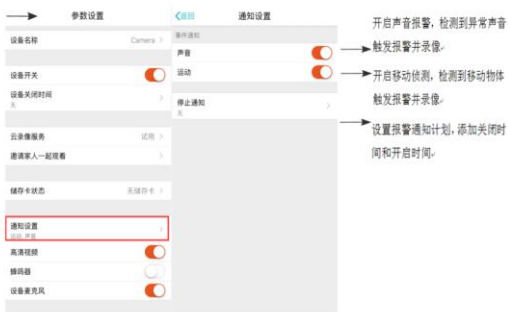 参数设置
设备名称
Camera
设备开关
设备关闭时间
无
云录像服务
试用
邀请家人一起观看
储存卡状态
无储存卡
通知设置
运动 声音
高清视频
蜂鸣器
设备麦克风
返回
通知设置
事件通知
声音
运动
停止通知
无
开启声音报警，检测到异常声音
触发报警并录像
开启移动侦测，检测到移动物体
触发报警并录像。
设置报警通知计划，添加关闭时
间和开启时间。